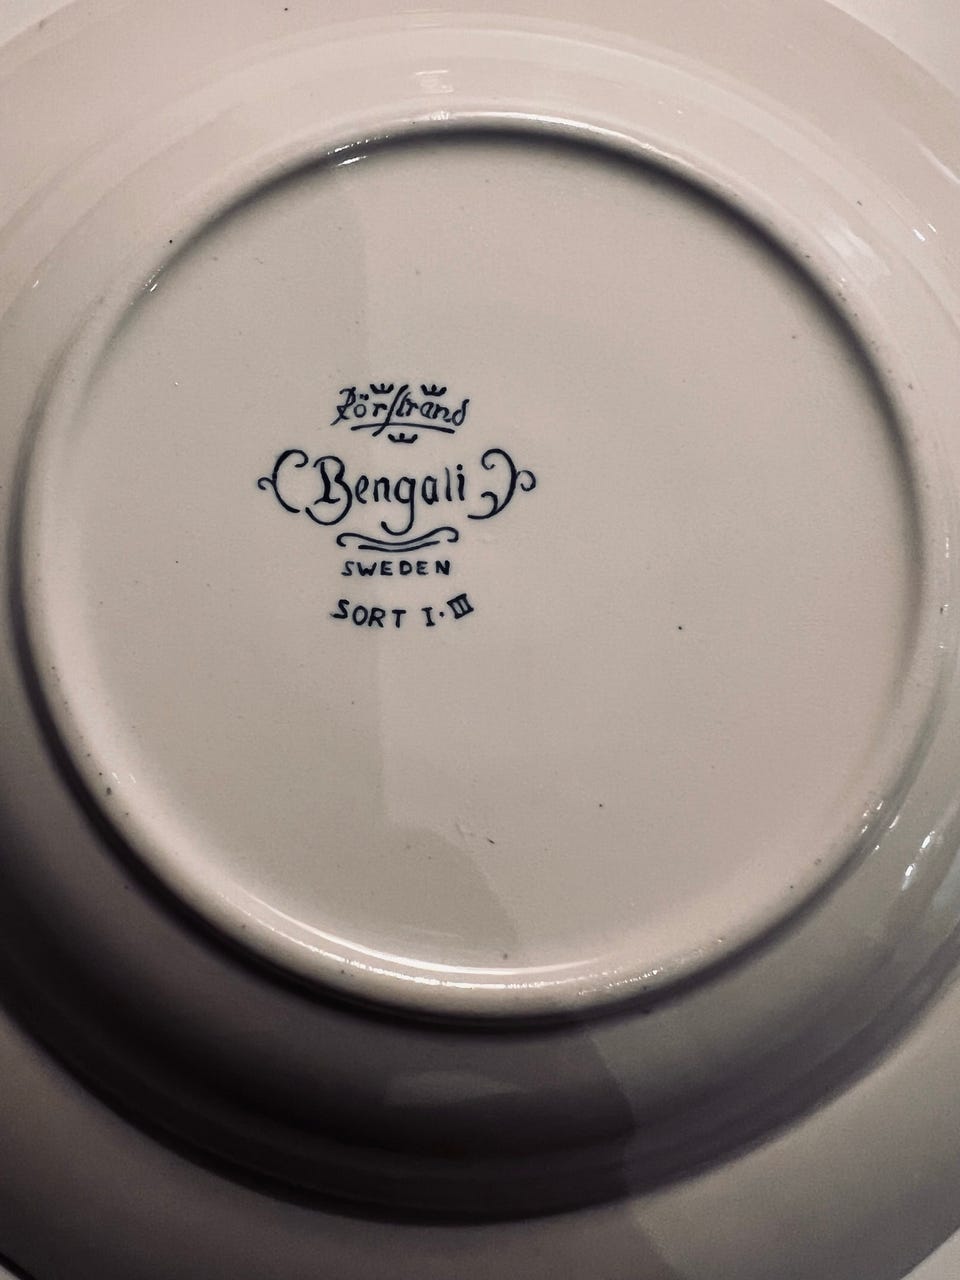 Rörstrand
Bengali
SWEDEN
SORT I·III